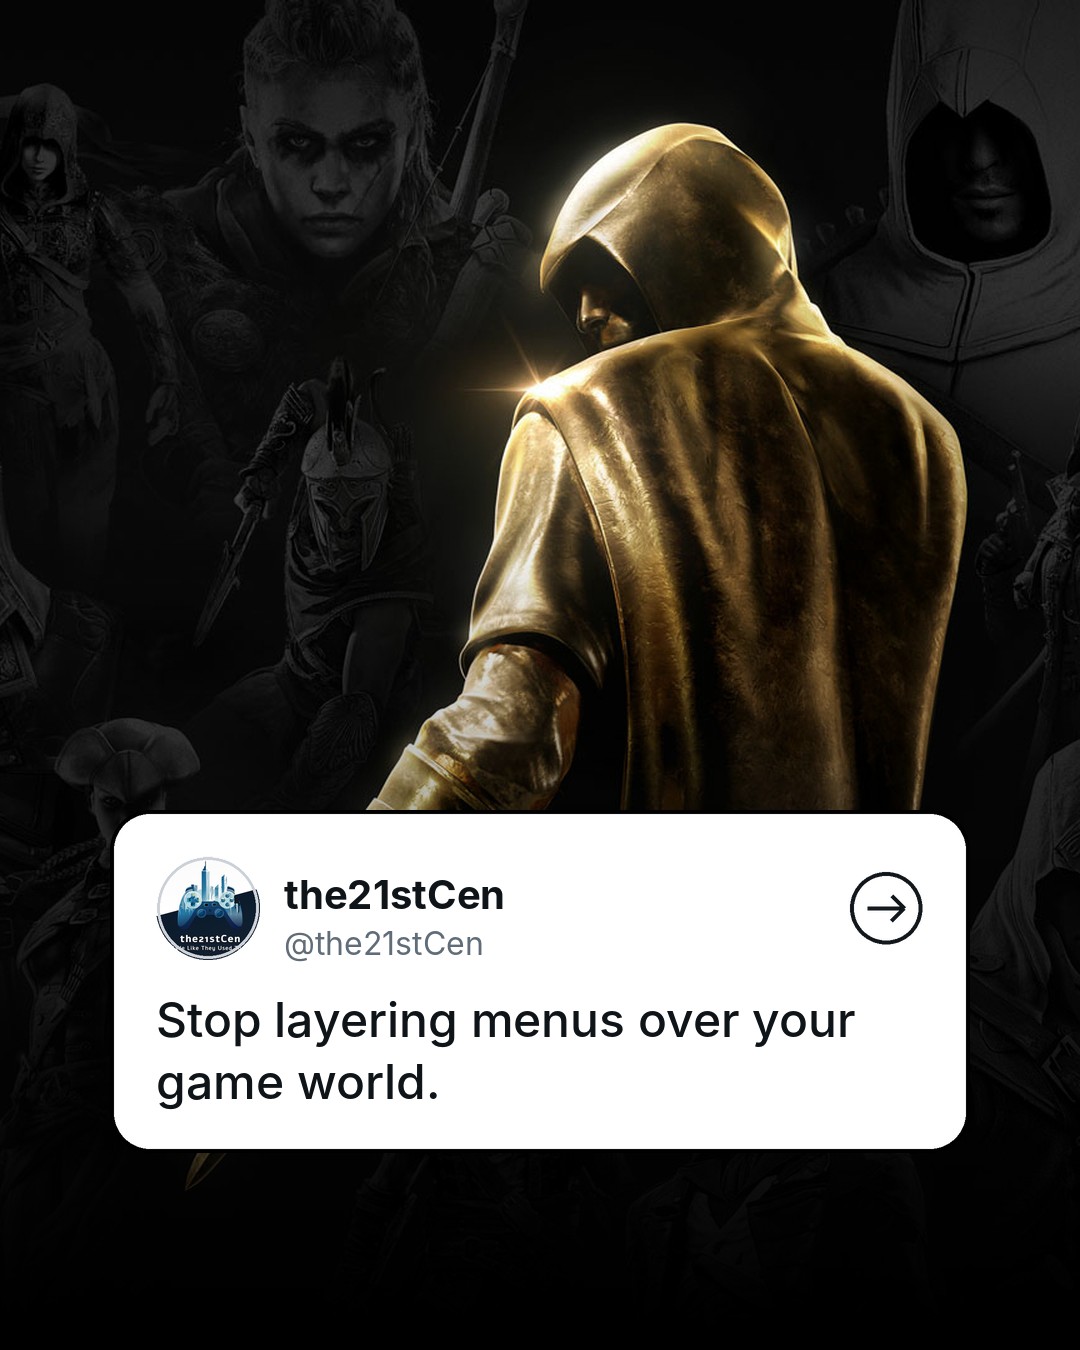 the21stCen
the21stCen
@the21stCen
Stop layering menus over your
game world.